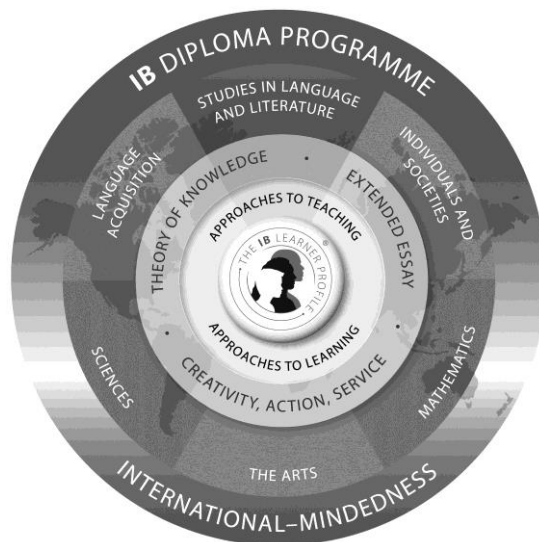 IB DIPLOMA PROGRAMME
STUDIES IN LANGUAGE
AND LITERATURE
LANGUAGE
ACQUISITION
INDIVIDUALS AND
SOCIETIES
THEORY OF KNOWLEDGE
EXTENDED ESSAY
APPROACHES TO TEACHING
THE IB LEARNER PROFILE
®
APPROACHES TO LEARNING
CREATIVITY, ACTION, SERVICE
SCIENCES
MATHEMATICS
THE ARTS
INTERNATIONAL–MINDEDNESS